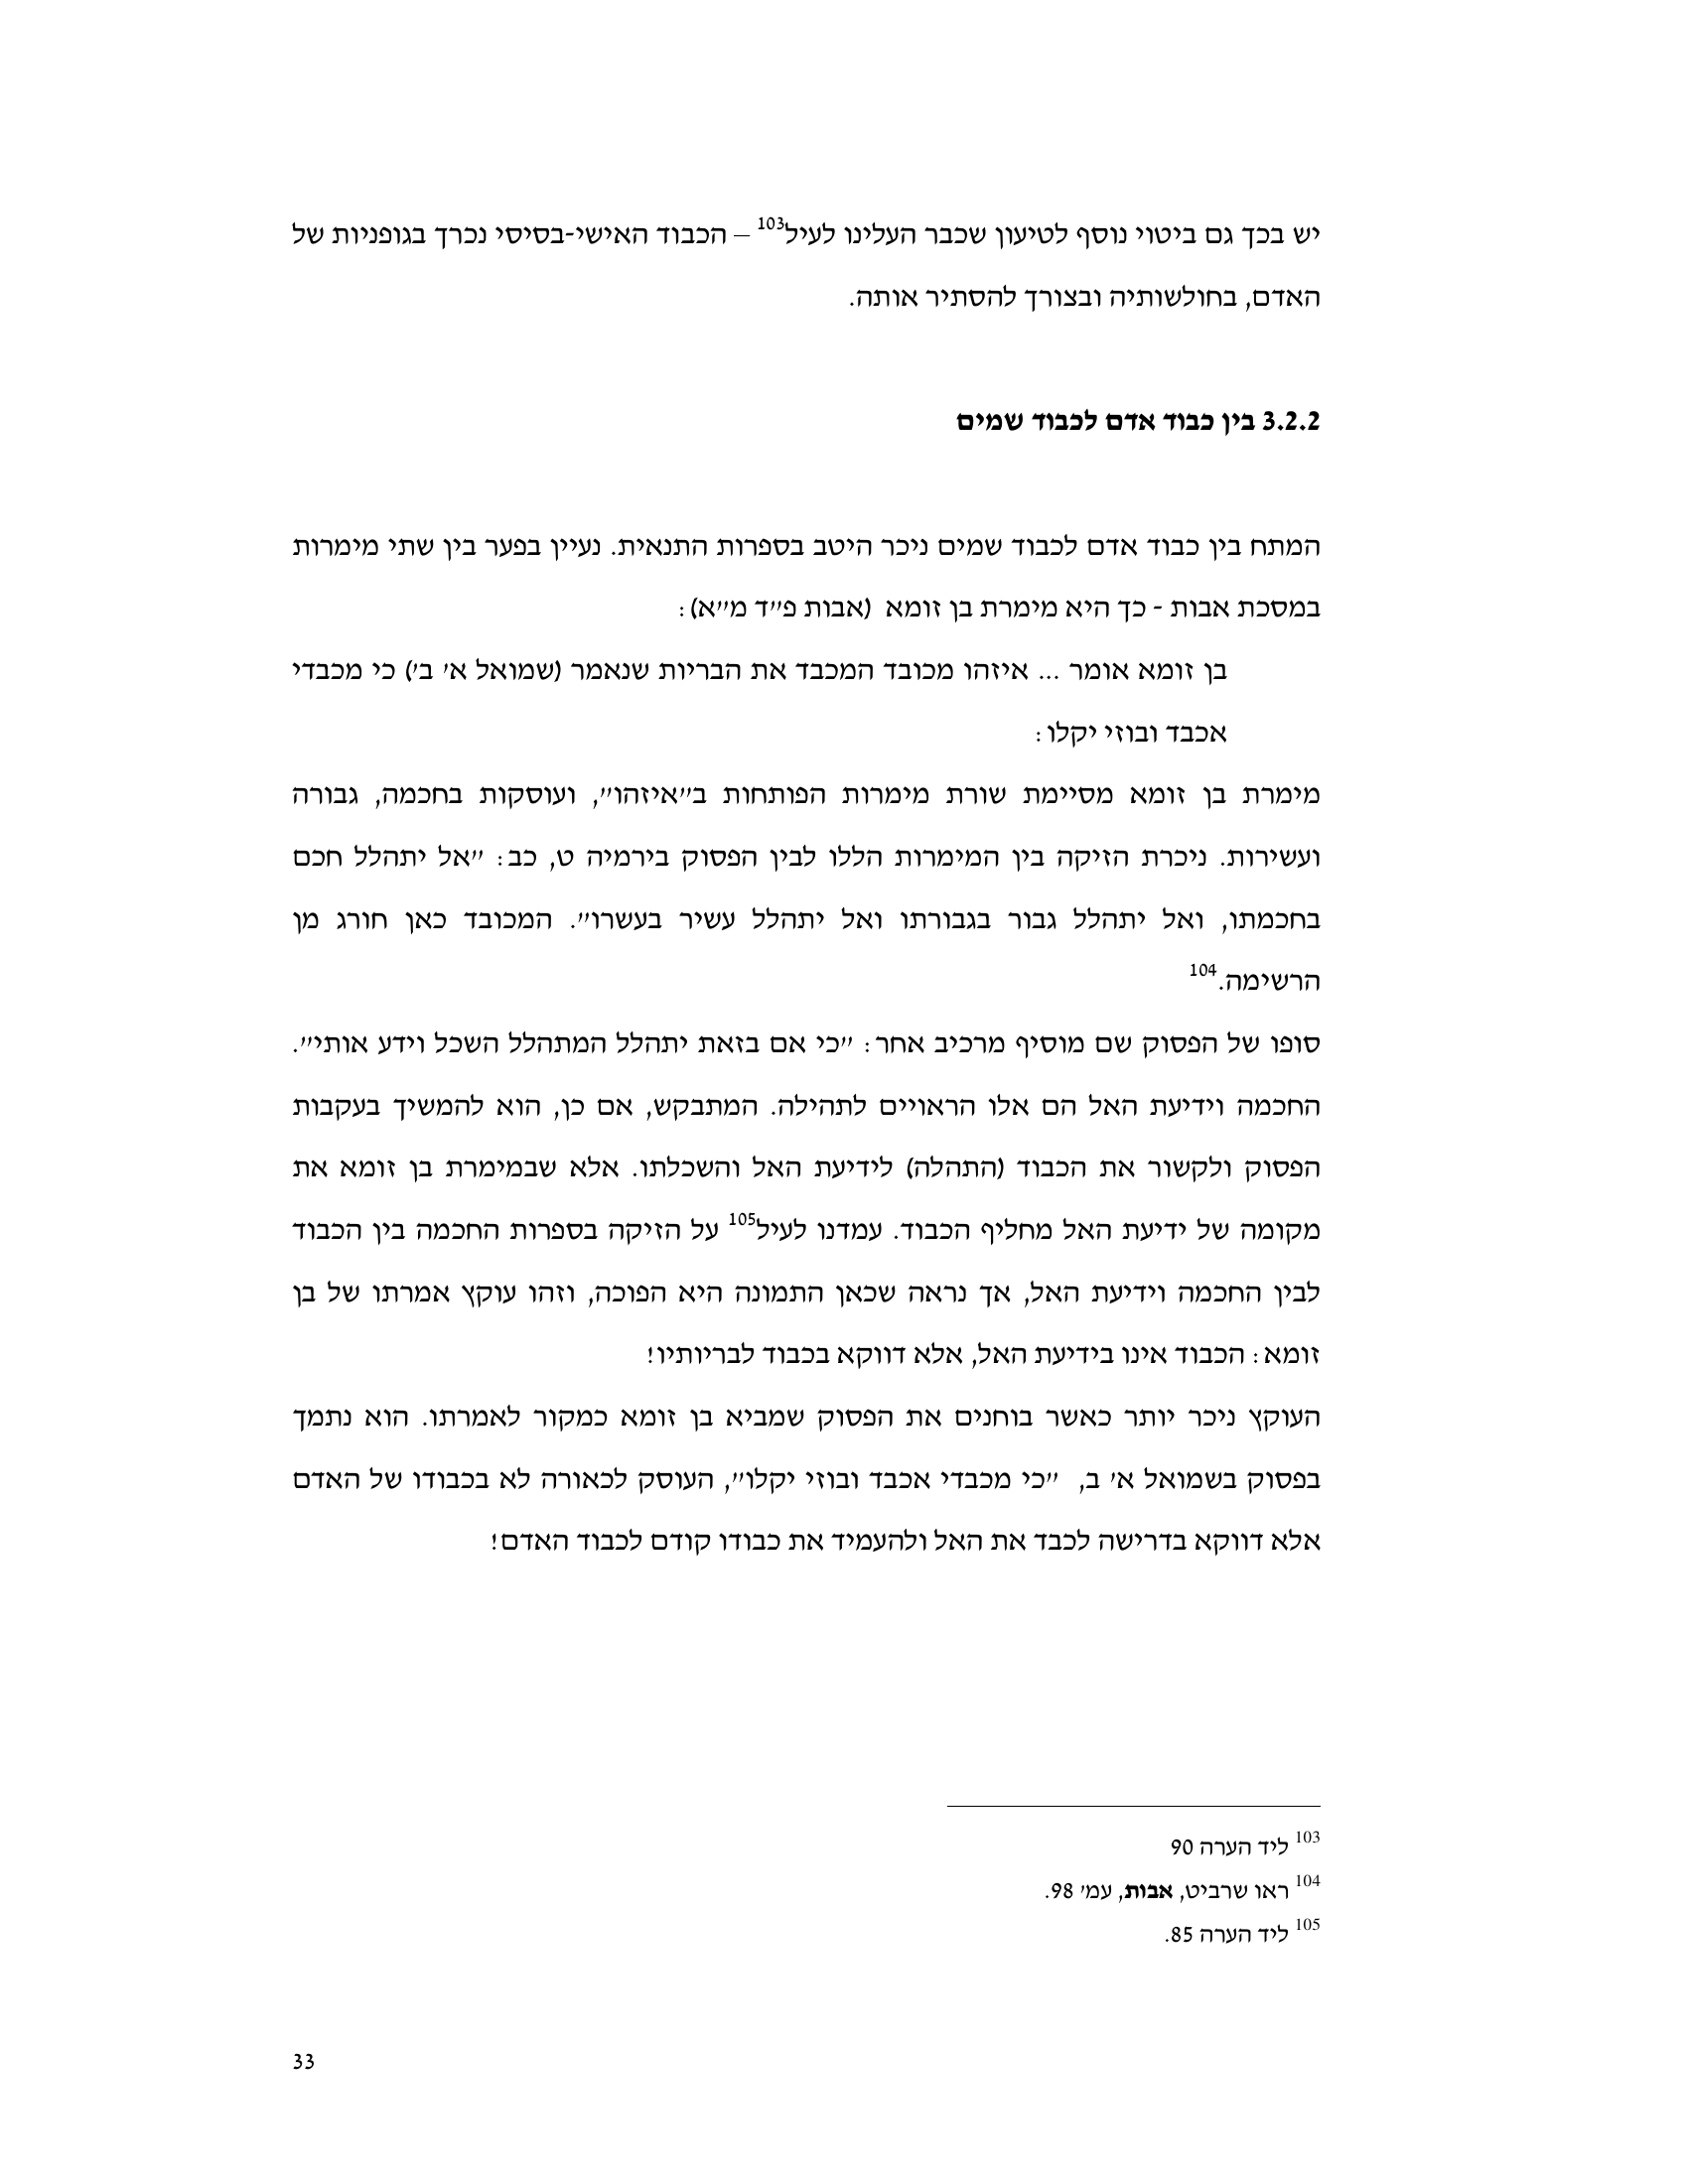 יש בכך גם ביטוי נוסף לטיעון שכבר העלינו לעיל103 – הכבוד האישי-בסיסי נכרך בגופניות של
האדם, בחולשותיה ובצורך להסתיר אותה.
3.2.2 בין כבוד אדם לכבוד שמים
המתח בין כבוד אדם לכבוד שמים ניכר היטב בספרות התנאית. נעיין בפער בין שתי מימרות
במסכת אבות - כך היא מימרת בן זומא (אבות פ״ד מ״א):
בן זומא אומר ... איזהו מכובד המכבד את הבריות שנאמר (שמואל א׳ ב׳) כי מכבדי
אכבד ובוזי יקלו:
מימרת בן זומא מסיימת שורת מימרות הפותחות ב״איזהו״, ועוסקות בחכמה, גבורה
ועשירות. ניכרת הזיקה בין המימרות הללו לבין הפסוק בירמיה ט, כב: ״אל יתהלל חכם
בחכמתו, ואל יתהלל גבור בגבורתו ואל יתהלל עשיר בעשרו״. המכובד כאן חורג מן
הרשימה.104
סופו של הפסוק שם מוסיף מרכיב אחר: ״כי אם בזאת יתהלל המתהלל השכל וידע אותי״.
החכמה וידיעת האל הם אלו הראויים לתהילה. המתבקש, אם כן, הוא להמשיך בעקבות
הפסוק ולקשור את הכבוד (התהלה) לידיעת האל והשכלתו. אלא שבמימרת בן זומא את
מקומה של ידיעת האל מחליף הכבוד. עמדנו לעיל105 על הזיקה בספרות החכמה בין הכבוד
לבין החכמה וידיעת האל, אך נראה שכאן התמונה היא הפוכה, וזהו עוקץ אמרתו של בן
זומא: הכבוד אינו בידיעת האל, אלא דווקא בכבוד לבריותיו!
העוקץ ניכר יותר כאשר בוחנים את הפסוק שמביא בן זומא כמקור לאמרתו. הוא נתמך
בפסוק בשמואל א׳ ב, ״כי מכבדי אכבד ובוזי יקלו״, העוסק לכאורה לא בכבודו של האדם
אלא דווקא בדרישה לכבד את האל ולהעמיד את כבודו קודם לכבוד האדם!
103 ליד הערה 90
104 ראו שרביט, אבות, עמ׳ 98.
105 ליד הערה 85.
33